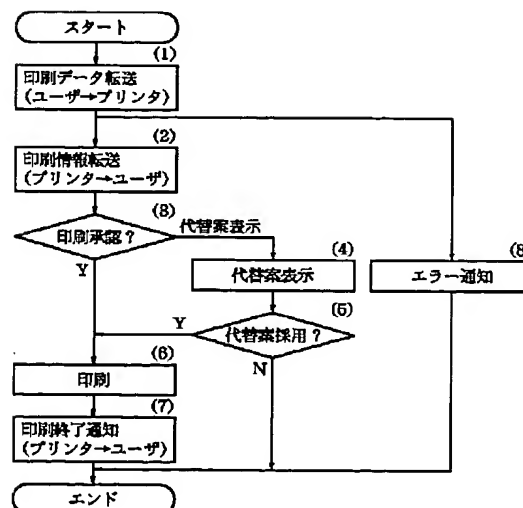 スタート
(1)
印刷データ転送
(ユーザ→プリンタ)
(2)
印刷情報転送
(プリンタ→ユーザ)
(3)
印刷承認？
代替案表示
Y
(4)
代替案表示
(8)
エラー通知
(5)
代替案採用？
Y
N
(6)
印刷
(7)
印刷終了通知
(プリンタ→ユーザ)
エンド